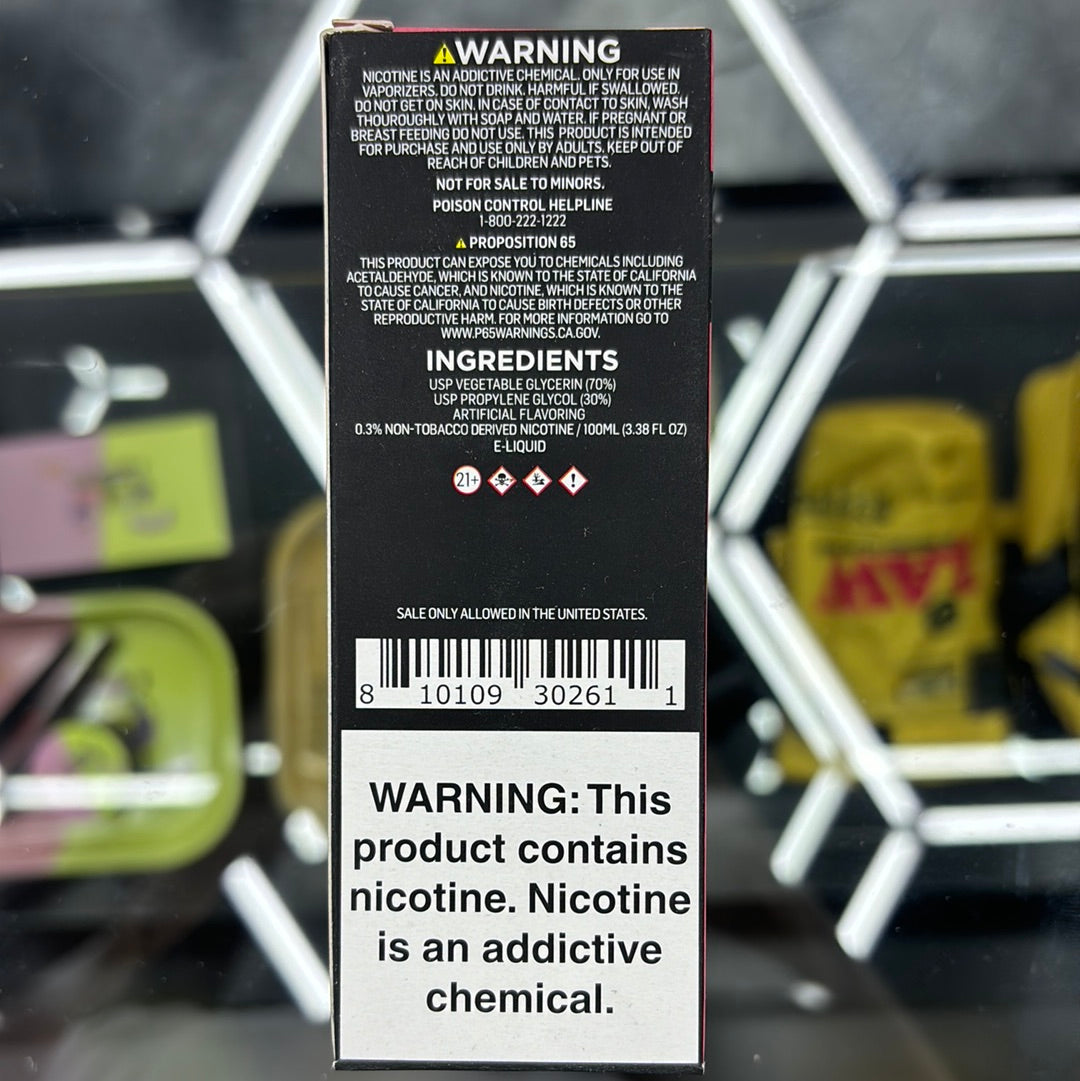 WARNING
NICOTINE IS AN ADDICTIVE CHEMICAL. ONLY FOR USE IN
VAPORIZERS. DO NOT DRINK. HARMFUL IF SWALLOWED.
DO NOT GET ON SKIN. IN CASE OF CONTACT TO SKIN, WASH
THOUROUGHLY WITH SOAP AND WATER. IF PREGNANT OR
BREAST FEEDING DO NOT USE. THIS PRODUCT IS INTENDED
FOR PURCHASE AND USE ONLY BY ADULTS. KEEP OUT OF
REACH OF CHILDREN AND PETS.
NOT FOR SALE TO MINORS.
POISON CONTROL HELPLINE
1-800-222-1222
PROPOSITION 65
THIS PRODUCT CAN EXPOSE YOU TO CHEMICALS INCLUDING
ACETALDEHYDE, WHICH IS KNOWN TO THE STATE OF CALIFORNIA
TO CAUSE CANCER, AND NICOTINE, WHICH IS KNOWN TO THE
STATE OF CALIFORNIA TO CAUSE BIRTH DEFECTS OR OTHER
REPRODUCTIVE HARM. FOR MORE INFORMATION GO TO
WWW.P65WARNINGS.CA.GOV.
INGREDIENTS
USP VEGETABLE GLYCERIN (70%)
USP PROPYLENE GLYCOL (30%)
ARTIFICIAL FLAVORING
0.3% NON-TOBACCO DERIVED NICOTINE / 100ML (3.38 FL OZ)
E-LIQUID
21+
SALE ONLY ALLOWED IN THE UNITED STATES.
8 10109 30261 1
WARNING: This
product contains
nicotine. Nicotine
is an addictive
chemical.